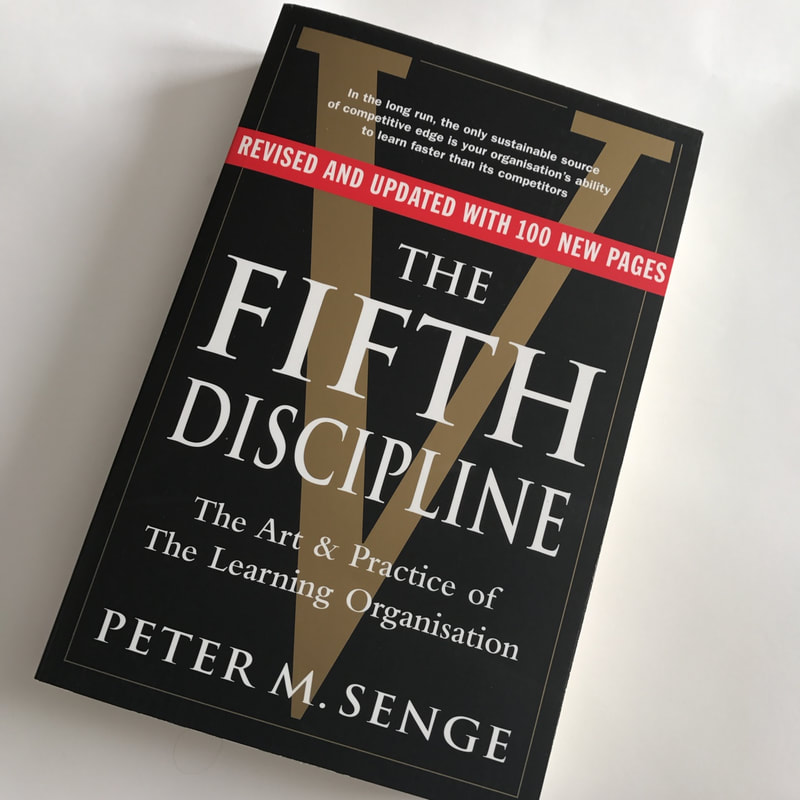 In the long run, the only sustainable source
of competitive edge is your organisation's ability
to learn faster than its competitors
REVISED AND UPDATED WITH 100 NEW PAGES
V
THE
FIFTH
DISCIPLINE
The Art & Practice of
The Learning Organisation
PETER M. SENGE